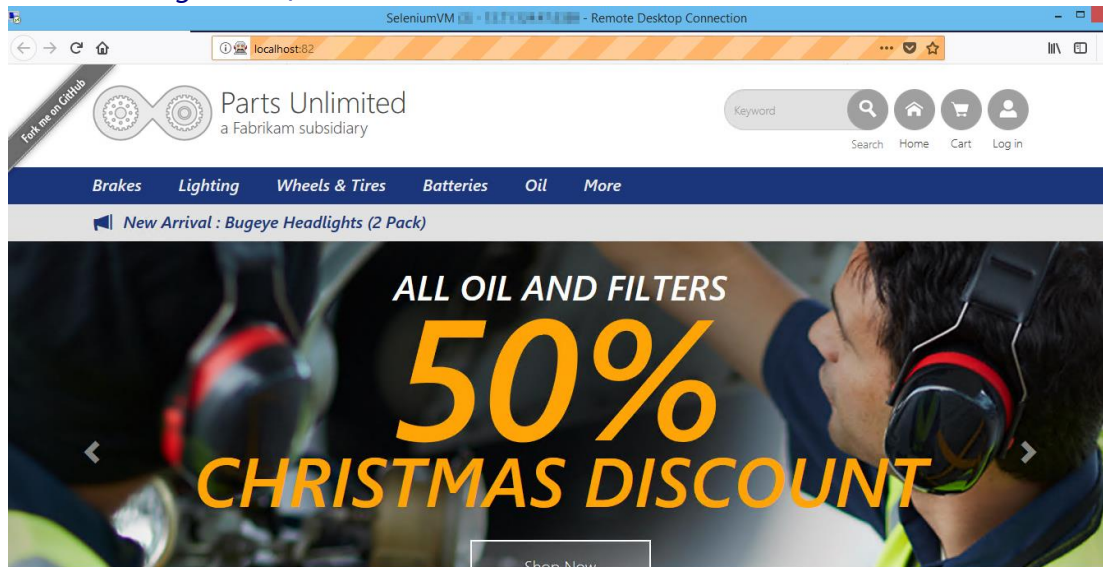 SeleniumVM - Remote Desktop Connection
localhost:82
Fork me on GitHub
Parts Unlimited
a Fabrikam subsidiary
Keyword
Search Home Cart Log in
Brakes Lighting Wheels & Tires Batteries Oil More
New Arrival : Bugeye Headlights (2 Pack)
ALL OIL AND FILTERS
50%
CHRISTMAS DISCOUNT
Shop Now